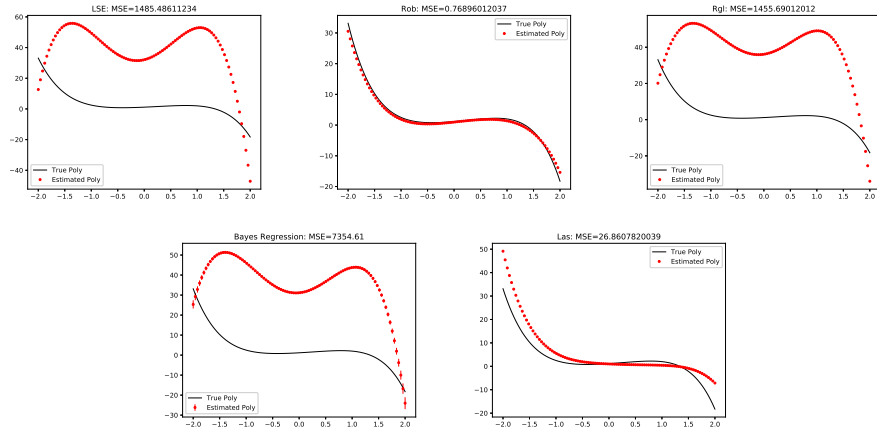 LSE: MSE=1485.48611234
60
40
20
0
−20
−40
−2.0 −1.5 −1.0 −0.5 0.0 0.5 1.0 1.5 2.0
True Poly
Estimated Poly
Rob: MSE=0.76896012037
30
20
10
0
−10
−20
−2.0 −1.5 −1.0 −0.5 0.0 0.5 1.0 1.5 2.0
True Poly
Estimated Poly
Rgl: MSE=1455.69012012
40
20
0
−20
−2.0 −1.5 −1.0 −0.5 0.0 0.5 1.0 1.5 2.0
True Poly
Estimated Poly
Bayes Regression: MSE=7354.61
50
40
30
20
10
0
−10
−20
−30
−2.0 −1.5 −1.0 −0.5 0.0 0.5 1.0 1.5 2.0
True Poly
Estimated Poly
Las: MSE=26.8607820039
50
40
30
20
10
0
−10
−20
−2.0 −1.5 −1.0 −0.5 0.0 0.5 1.0 1.5 2.0
True Poly
Estimated Poly